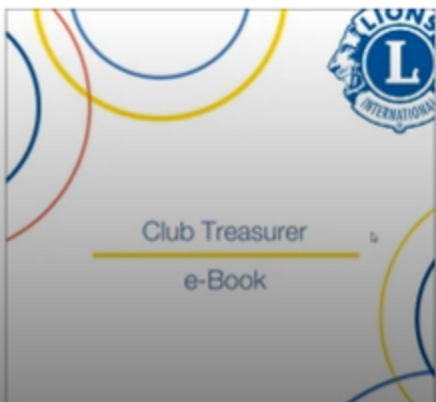 LIONS
L
INTERNATIONAL
Club Treasurer
e-Book